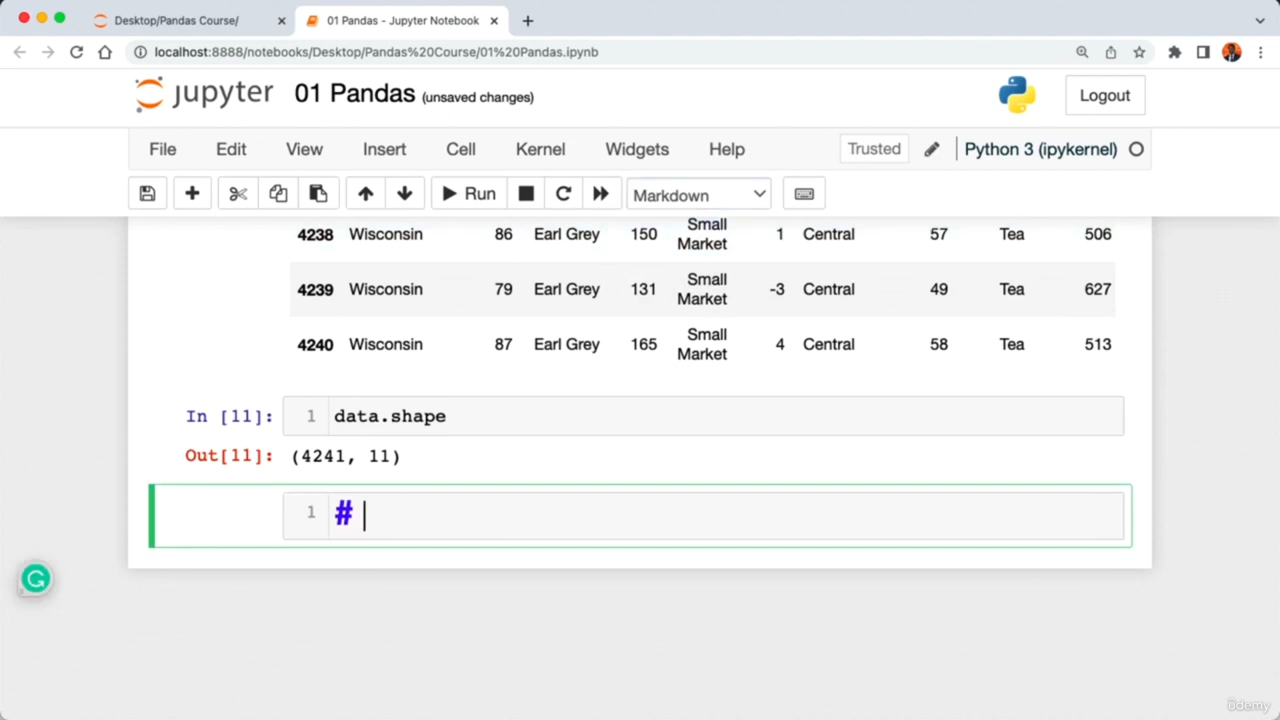 Desktop/Pandas Course/
01 Pandas - Jupyter Notebook
localhost:8888/notebooks/Desktop/Pandas%20Course/01%20Pandas.ipynb
jupyter 01 Pandas (unsaved changes)
Logout
File Edit View Insert Cell Kernel Widgets Help Trusted Python 3 (ipykernel)
Run Markdown
4238 Wisconsin 86 Earl Grey 150 Small Market 1 Central 57 Tea 506
4239 Wisconsin 79 Earl Grey 131 Small Market -3 Central 49 Tea 627
4240 Wisconsin 87 Earl Grey 165 Small Market 4 Central 58 Tea 513
In [11]: 1 data.shape
Out[11]: (4241, 11)
1 #
ûdemy